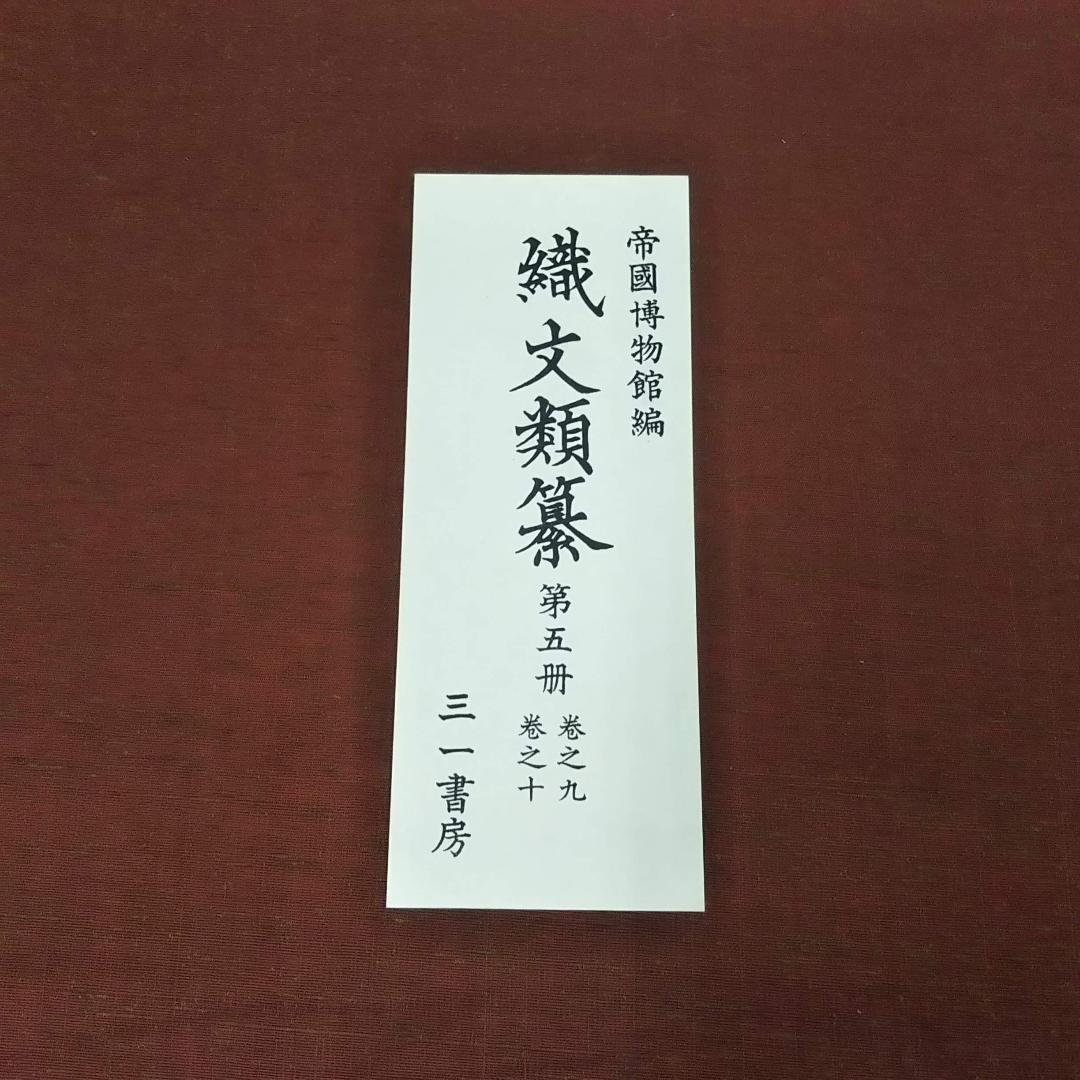 帝國博物館編
織文類纂第五册
卷之九
卷之十
三一書房